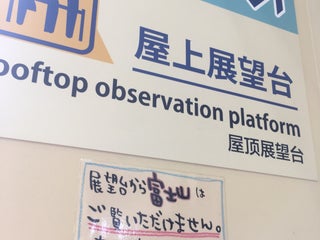 屋上展望台
ooftop observation platform
屋顶展望台
展望台から富士山は
ご覧いただけません。